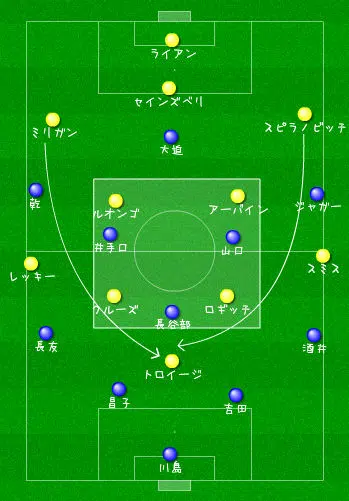 ライアン
セインズベリ
ミリガン
スピラノビッチ
大迫
乾
ルオンゴ
アーバイン
ジャガー
井手口
山口
レッキー
スミス
クルーズ
長谷部
ロギッチ
長友
酒井
トロイージ
昌子
吉田
川島